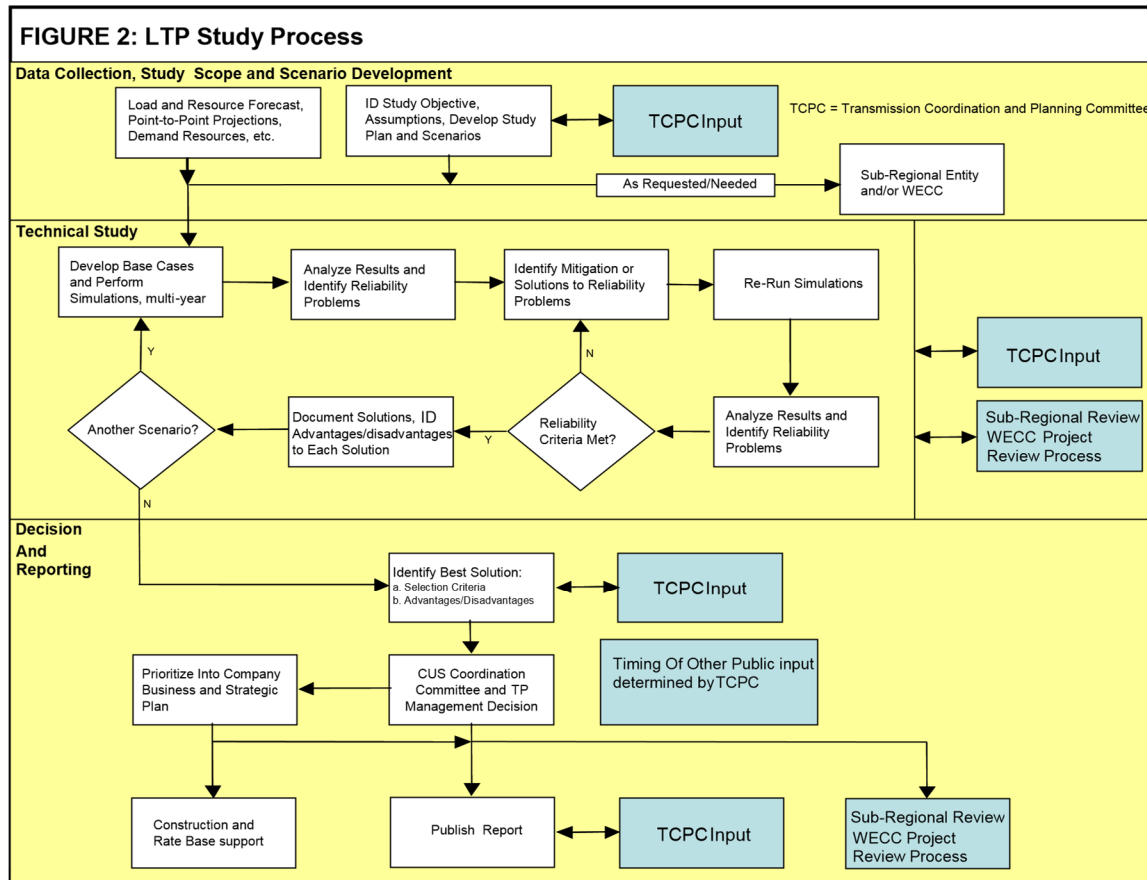 FIGURE 2: LTP Study Process
Data Collection, Study Scope and Scenario Development
Load and Resource Forecast,
Point-to-Point Projections,
Demand Resources, etc.
ID Study Objective,
Assumptions, Develop Study
Plan and Scenarios
TCPC Input
TCPC = Transmission Coordination and Planning Committee
As Requested/Needed
Sub-Regional Entity
and/or WECC
Technical Study
Develop Base Cases
and Perform
Simulations, multi-year
Analyze Results and
Identify Reliability
Problems
Identify Mitigation or
Solutions to Reliability
Problems
Re-Run Simulations
TCPC Input
Y
N
Another Scenario?
Document Solutions, ID
Advantages/disadvantages
to Each Solution
Y
Reliability
Criteria Met?
Analyze Results and
Identify Reliability
Problems
Sub-Regional Review
WECC Project
Review Process
N
Decision
And
Reporting
Identify Best Solution:
a. Selection Criteria
b. Advantages/Disadvantages
TCPC Input
Prioritize Into Company
Business and Strategic
Plan
CUS Coordination
Committee and TP
Management Decision
Timing Of Other Public input
determined by TCPC
Construction and
Rate Base support
Publish Report
TCPC Input
Sub-Regional Review
WECC Project
Review Process